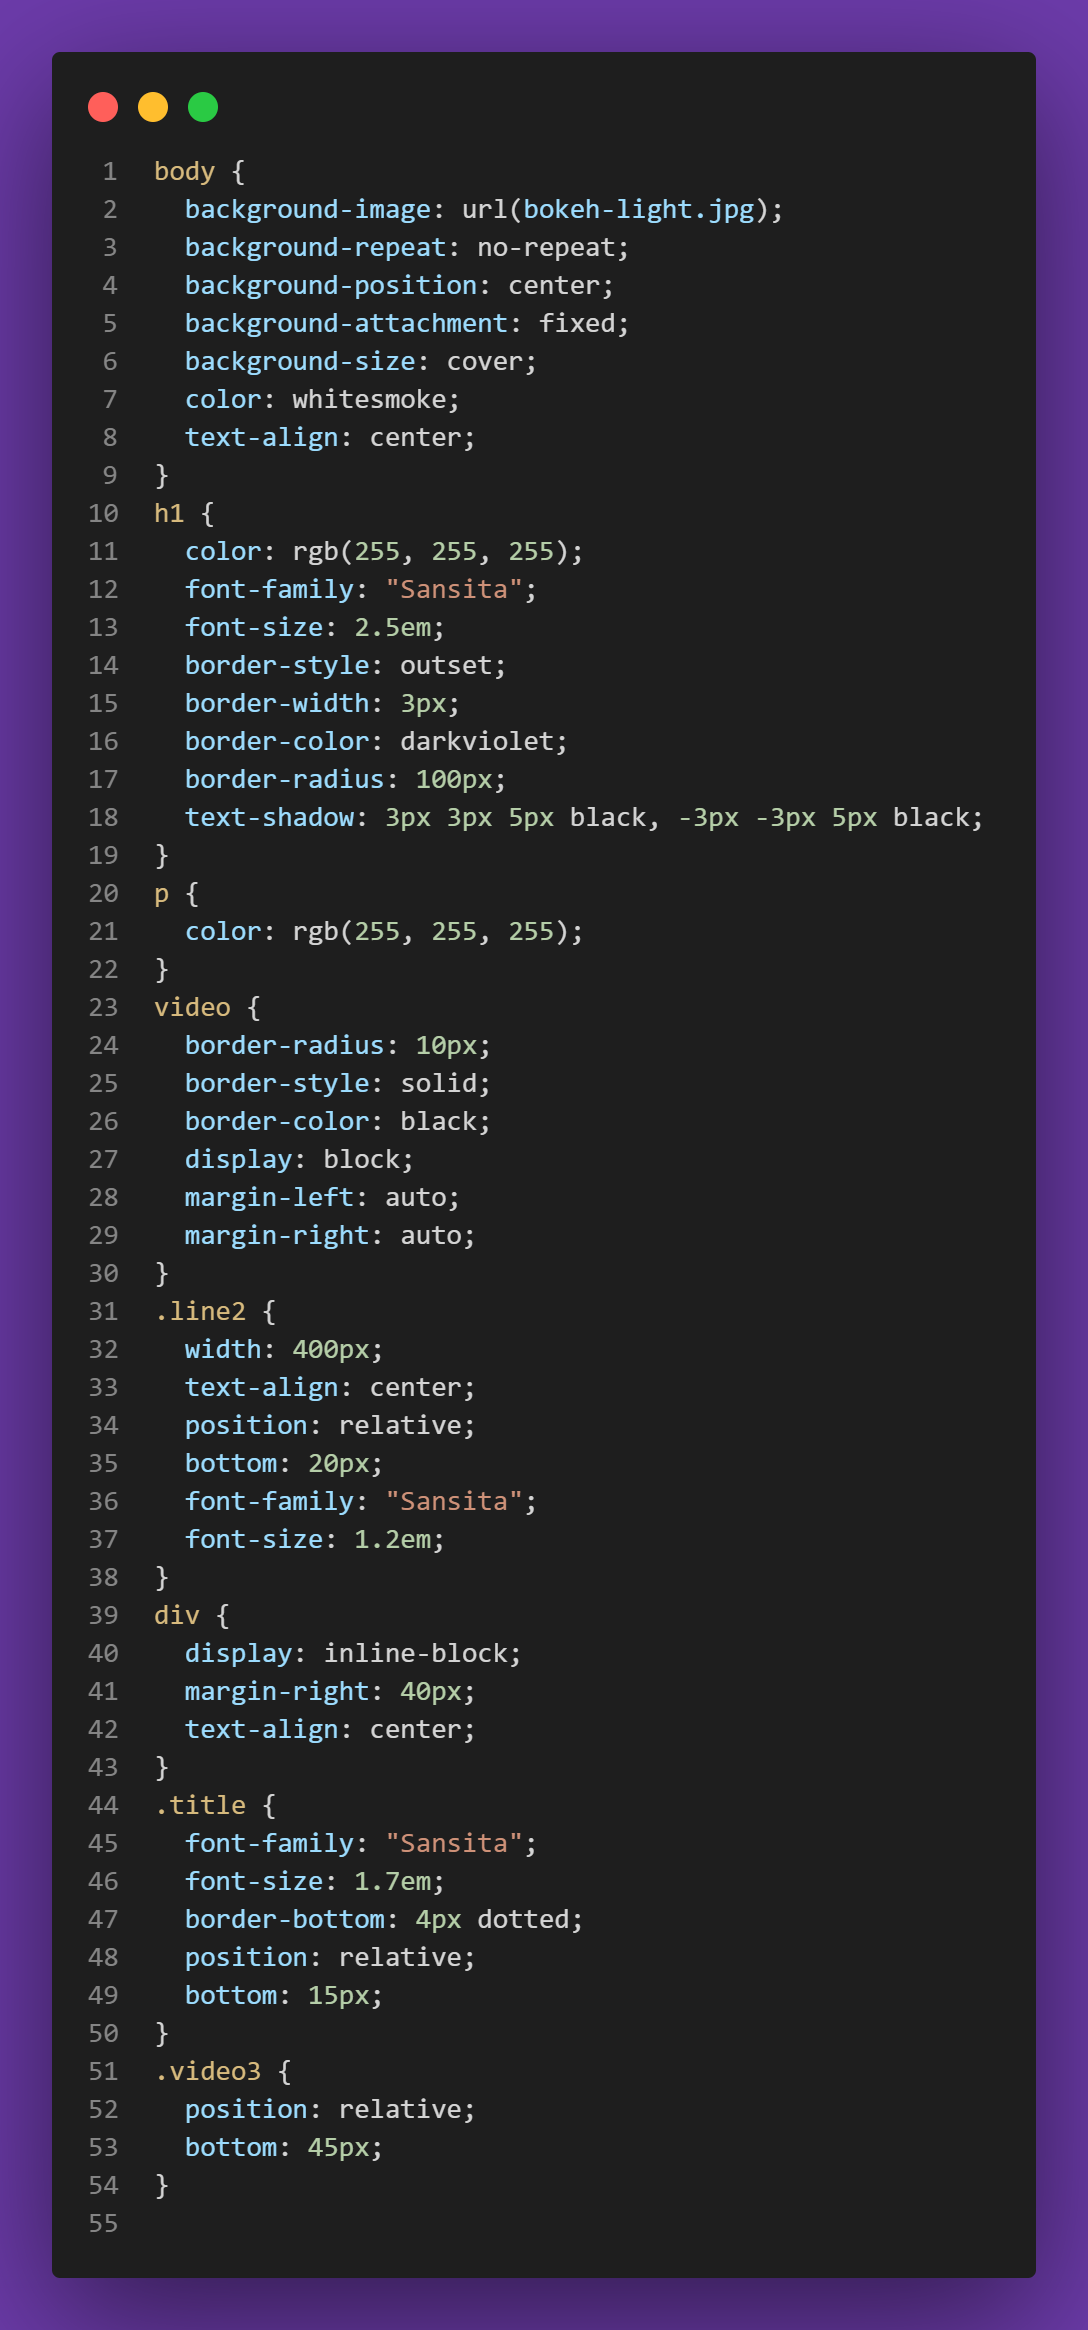 1 body {
2   background-image: url(bokeh-light.jpg);
3   background-repeat: no-repeat;
4   background-position: center;
5   background-attachment: fixed;
6   background-size: cover;
7   color: whitesmoke;
8   text-align: center;
9 }
10 h1 {
11   color: rgb(255, 255, 255);
12   font-family: "Sansita";
13   font-size: 2.5em;
14   border-style: outset;
15   border-width: 3px;
16   border-color: darkviolet;
17   border-radius: 100px;
18   text-shadow: 3px 3px 5px black, -3px -3px 5px black;
19 }
20 p {
21   color: rgb(255, 255, 255);
22 }
23 video {
24   border-radius: 10px;
25   border-style: solid;
26   border-color: black;
27   display: block;
28   margin-left: auto;
29   margin-right: auto;
30 }
31 .line2 {
32   width: 400px;
33   text-align: center;
34   position: relative;
35   bottom: 20px;
36   font-family: "Sansita";
37   font-size: 1.2em;
38 }
39 div {
40   display: inline-block;
41   margin-right: 40px;
42   text-align: center;
43 }
44 .title {
45   font-family: "Sansita";
46   font-size: 1.7em;
47   border-bottom: 4px dotted;
48   position: relative;
49   bottom: 15px;
50 }
51 .video3 {
52   position: relative;
53   bottom: 45px;
54 }
55